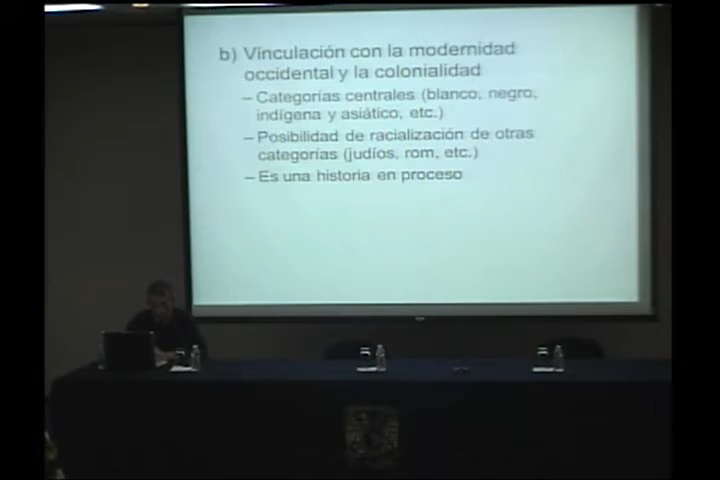 b) Vinculación con la modernidad
occidental y la colonialidad
– Categorías centrales (blanco, negro,
indígena y asiático, etc.)
– Posibilidad de racialización de otras
categorías (judíos, rom, etc.)
– Es una historia en proceso